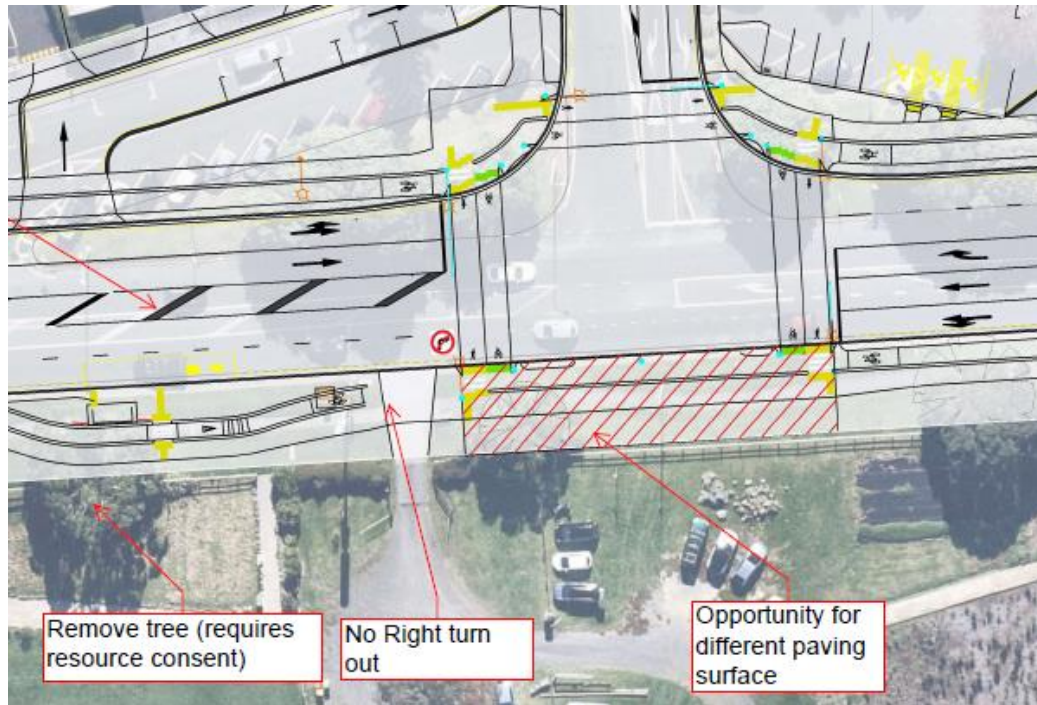 Remove tree (requires
resource consent)
No Right turn
out
Opportunity for
different paving
surface